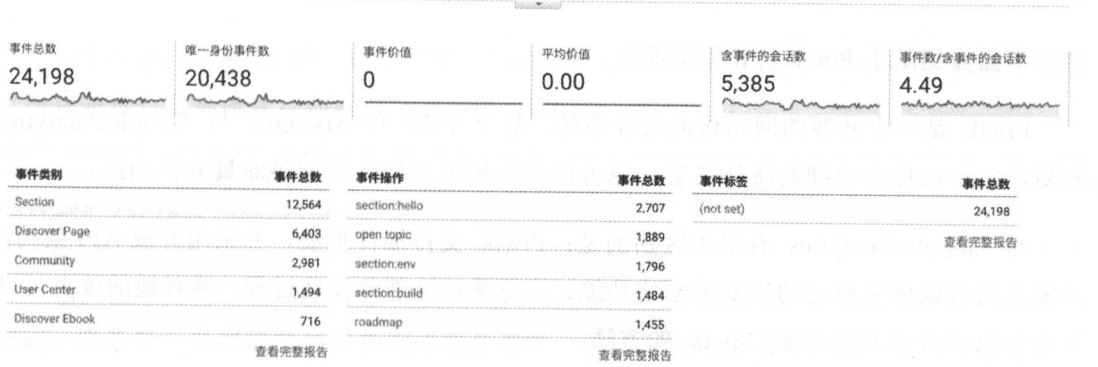 事件总数 唯一身份事件数 事件价值 平均价值 含事件的会话数 事件数/含事件的会话数
24,198 20,438 0 0.00 5,385 4.49
事件类别 事件总数 事件操作 事件总数 事件标签 事件总数
Section 12,564 section:hello 2,707 (not set) 24,198
Discover Page 6,403 open topic 1,889 查看完整报告
Community 2,981 section:env 1,796
User Center 1,494 section:build 1,484
Discover Ebook 716 roadmap 1,455
查看完整报告 查看完整报告